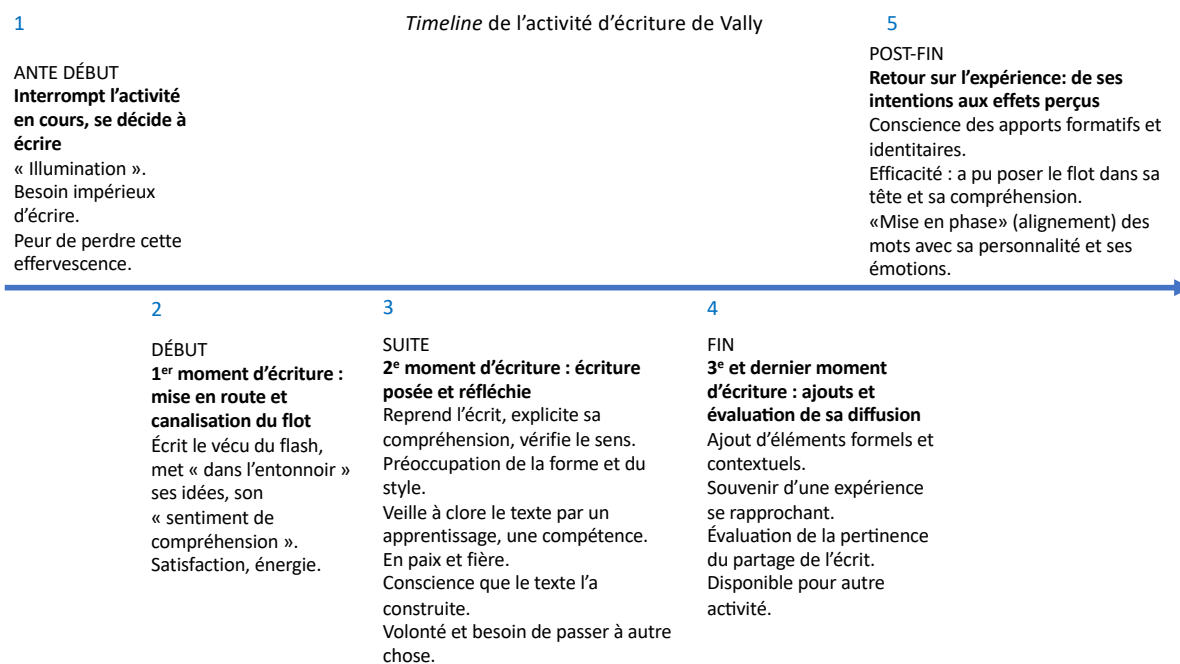 Timeline de l’activité d’écriture de Vally
1
ANTE DÉBUT
Interrompt l’activité
en cours, se décide à
écrire
« Illumination ».
Besoin impérieux
d’écrire.
Peur de perdre cette
effervescence.
2
DÉBUT
1er moment d’écriture :
mise en route et
canalisation du flot
Écrit le vécu du flash,
met « dans l’entonnoir »
ses idées, son
« sentiment de
compréhension ».
Satisfaction, énergie.
3
SUITE
2e moment d’écriture : écriture
posée et réfléchie
Reprend l’écrit, explicite sa
compréhension, vérifie le sens.
Préoccupation de la forme et du
style.
Veille à clore le texte par un
apprentissage, une compétence.
En paix et fière.
Conscience que le texte l’a
construite.
Volonté et besoin de passer à autre
chose.
4
FIN
3e et dernier moment
d’écriture : ajouts et
évaluation de sa diffusion
Ajout d’éléments formels et
contextuels.
Souvenir d’une expérience
se rapprochant.
Évaluation de la pertinence
du partage de l’écrit.
Disponible pour autre
activité.
5
POST-FIN
Retour sur l’expérience: de ses
intentions aux effets perçus
Conscience des apports formatifs et
identitaires.
Efficacité : a pu poser le flot dans sa
tête et sa compréhension.
«Mise en phase» (alignement) des
mots avec sa personnalité et ses
émotions.